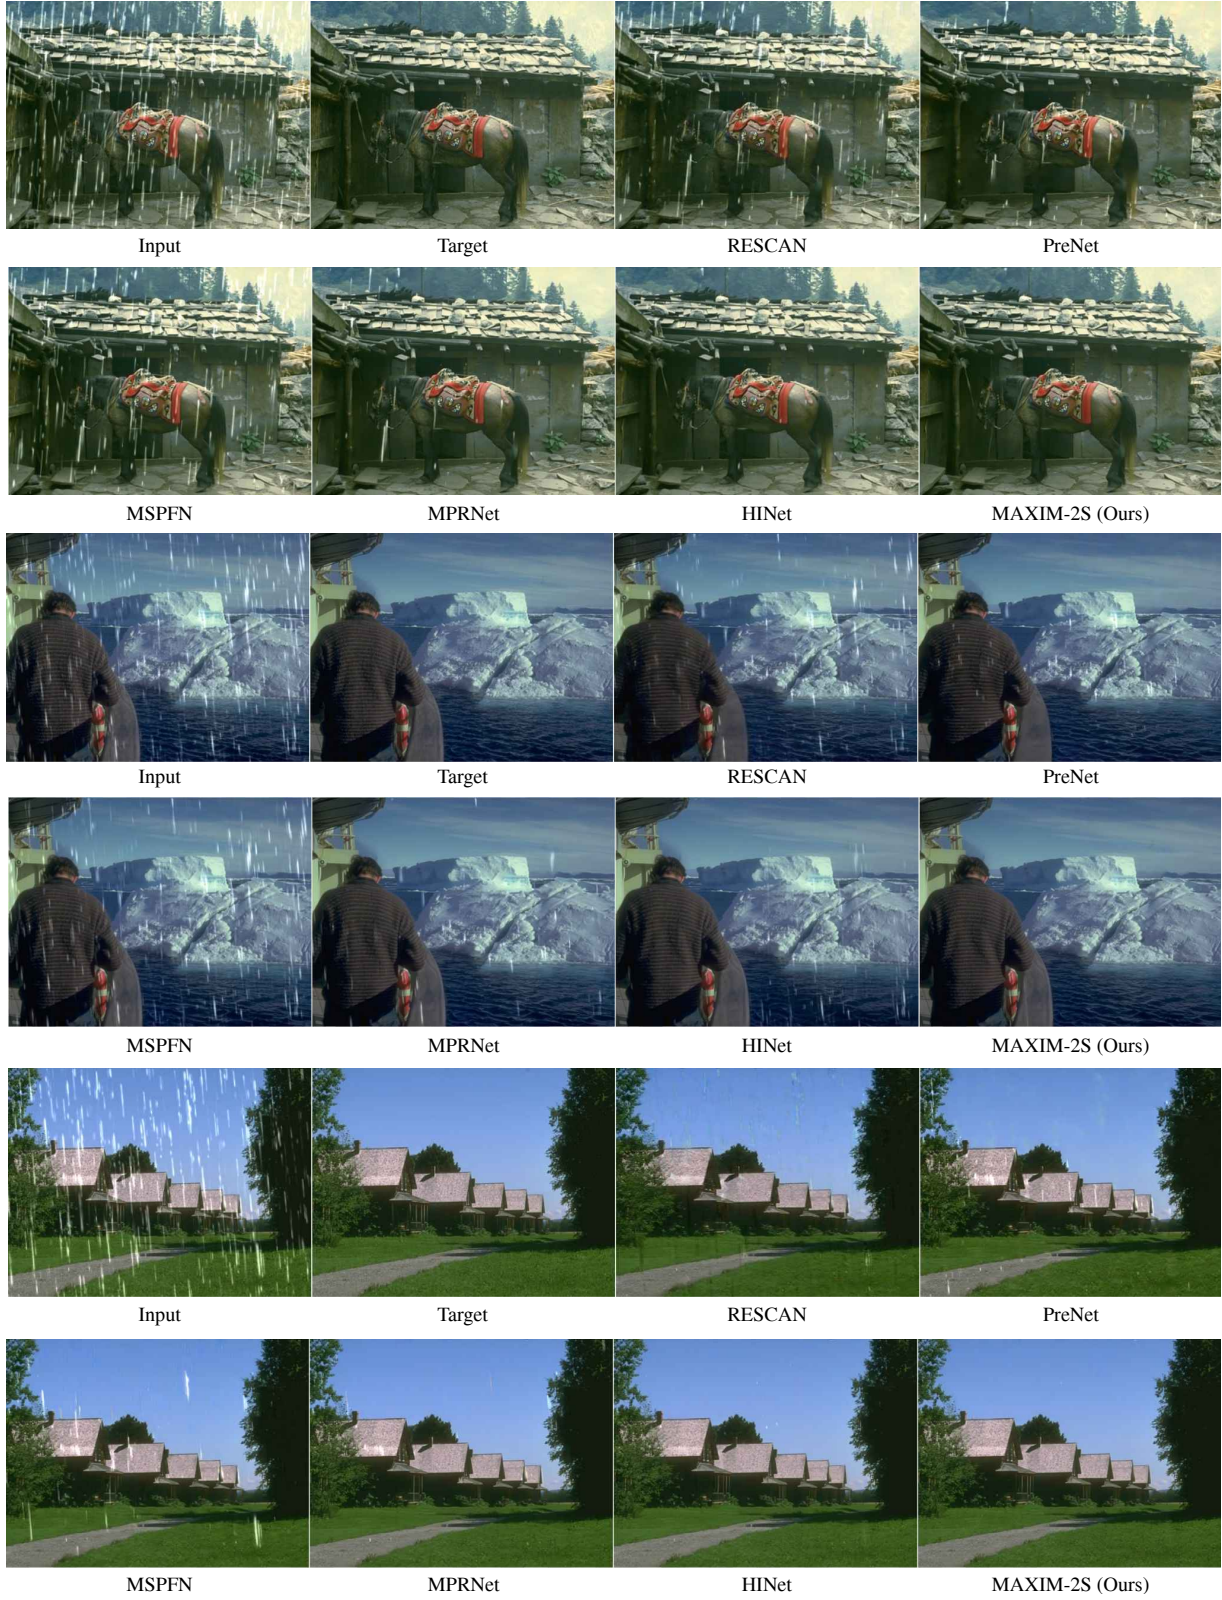 Input Target RESCAN PreNet
MSPFN MPRNet HINet MAXIM-2S (Ours)
Input Target RESCAN PreNet
MSPFN MPRNet HINet MAXIM-2S (Ours)
Input Target RESCAN PreNet
MSPFN MPRNet HINet MAXIM-2S (Ours)